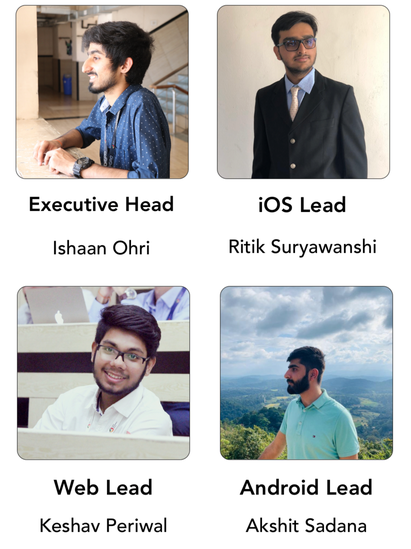 Executive Head
iOS Lead
Ishaan Ohri
Ritik Suryawanshi
Web Lead
Android Lead
Keshav Periwal
Akshit Sadana